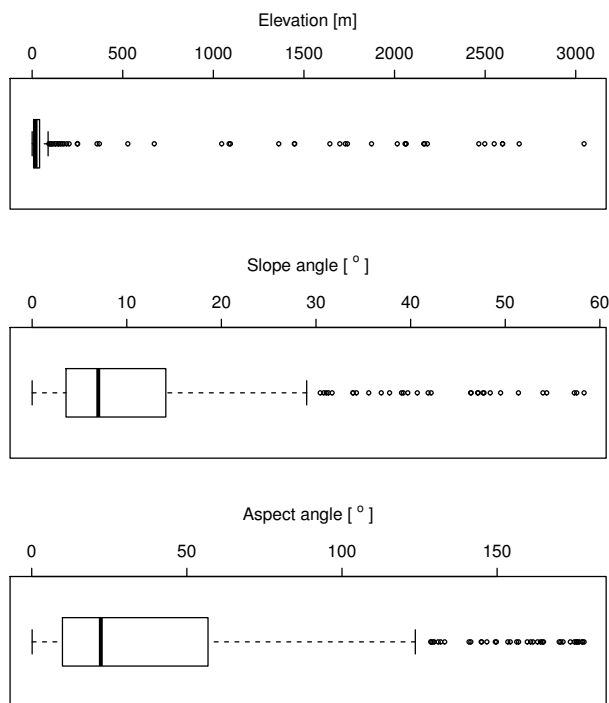 Elevation [m]
0 500 1000 1500 2000 2500 3000
Slope angle [ ° ]
0 10 20 30 40 50 60
Aspect angle [ ° ]
0 50 100 150